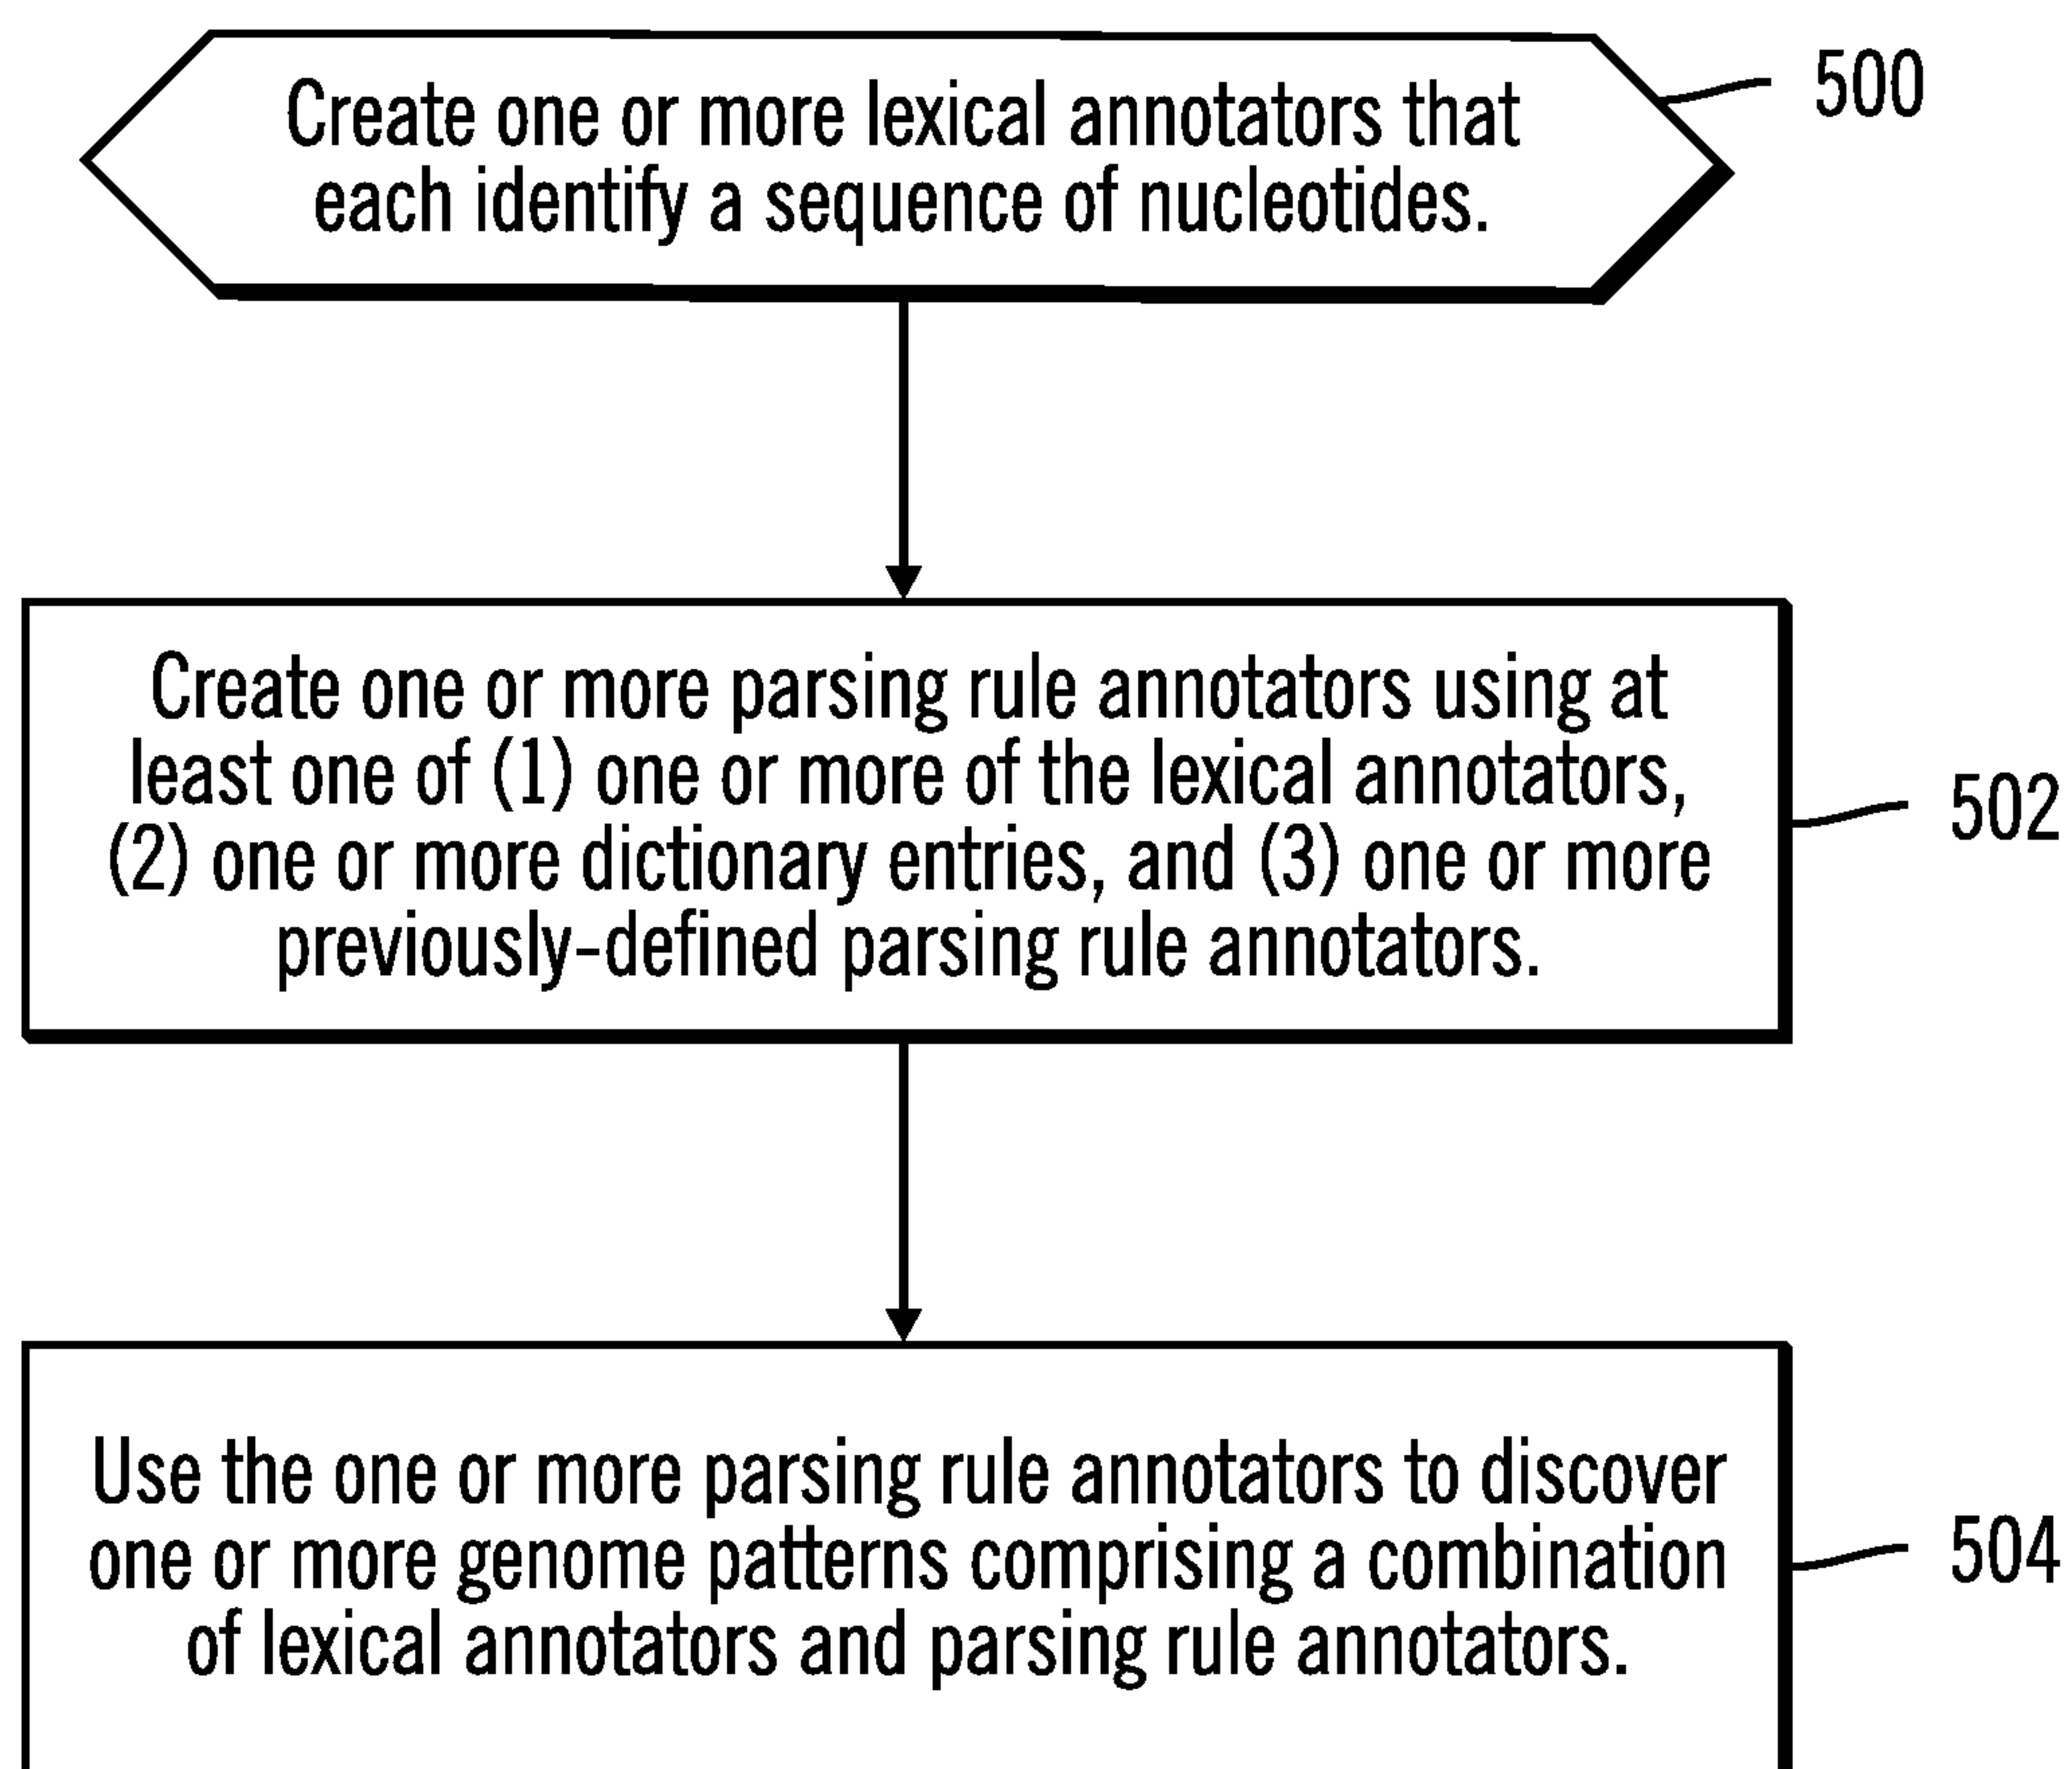 Create one or more lexical annotators that
each identify a sequence of nucleotides.
500
Create one or more parsing rule annotators using at
least one of (1) one or more of the lexical annotators,
(2) one or more dictionary entries, and (3) one or more
previously-defined parsing rule annotators.
502
Use the one or more parsing rule annotators to discover
one or more genome patterns comprising a combination
of lexical annotators and parsing rule annotators.
504